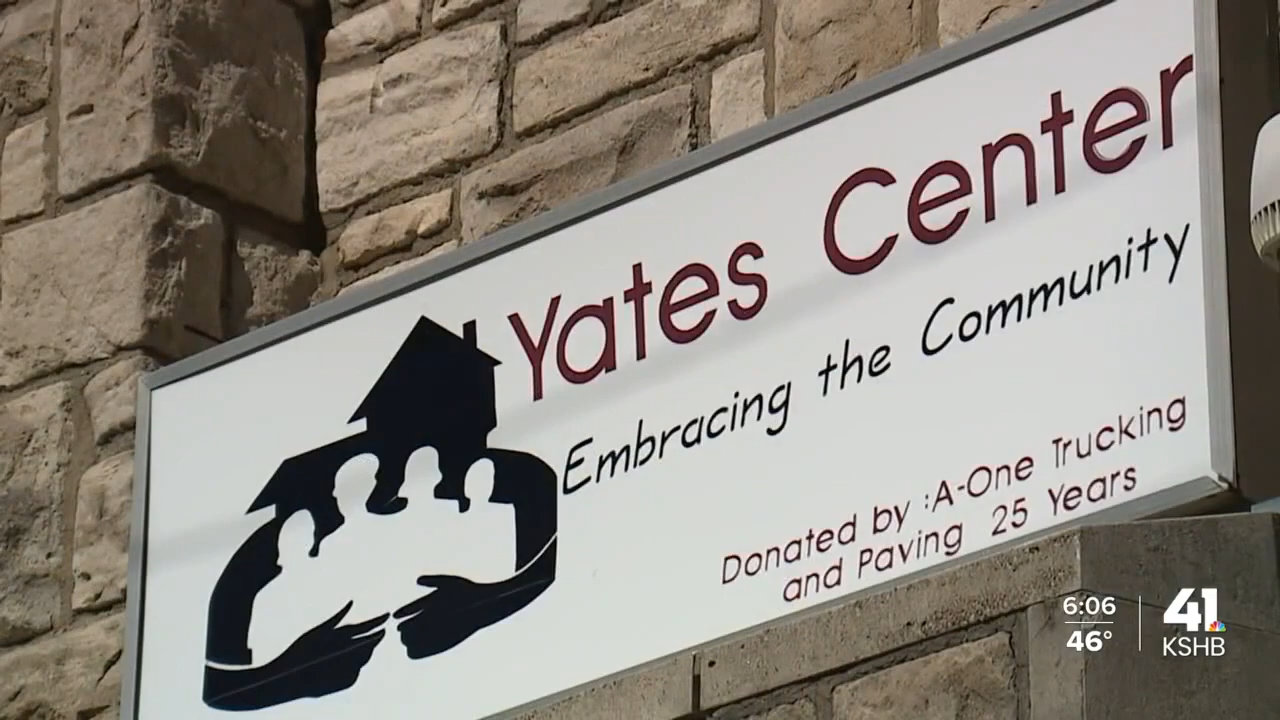 Yates Center
Embracing the Community
Donated by :A-One Trucking
and Paving 25 Years
6:06
46°
41
KSHB